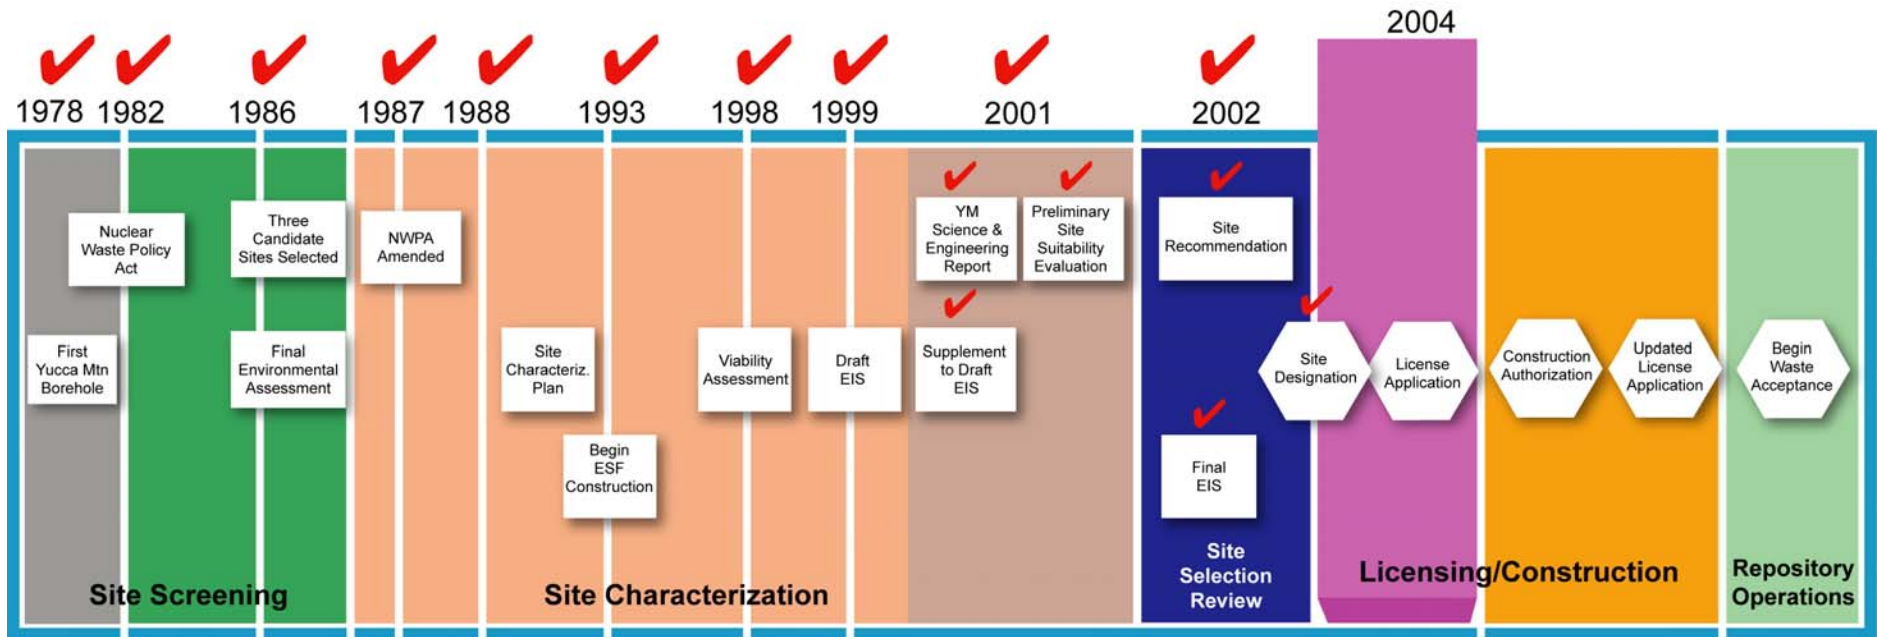 2004
1978 1982 1986 1987 1988 1993 1998 1999 2001 2002
Nuclear
Waste Policy
Act
Three
Candidate
Sites Selected
NWPA
Amended
YM
Science &
Engineering
Report
Preliminary
Site
Suitability
Evaluation
Site
Recommendation
First
Yucca Mtn
Borehole
Final
Environmental
Assessment
Site
Characteriz.
Plan
Viability
Assessment
Draft
EIS
Supplement
to Draft
EIS
Site
Designation
License
Application
Construction
Authorization
Updated
License
Application
Begin
Waste
Acceptance
Begin
ESF
Construction
Final
EIS
Site Screening
Site Characterization
Site
Selection
Review
Licensing/Construction
Repository
Operations